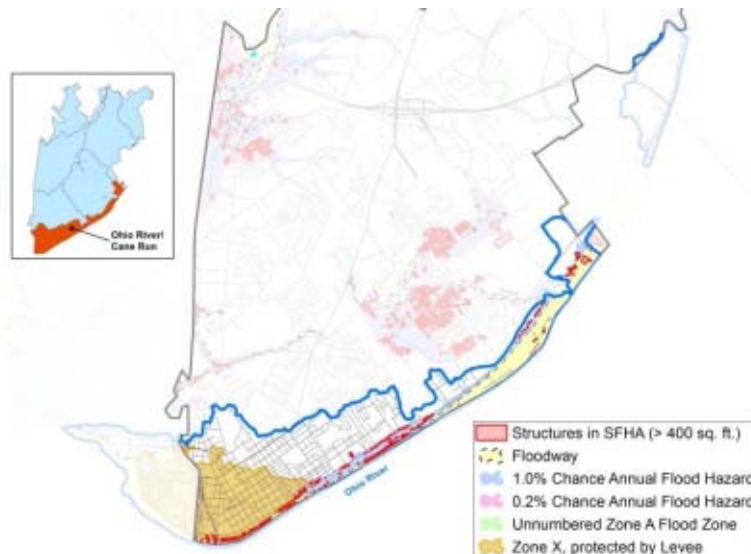 Ohio River/
Cane Run
Ohio River
Structures in SFHA (> 400 sq. ft.)
Floodway
1.0% Chance Annual Flood Hazard
0.2% Chance Annual Flood Hazard
Unnumbered Zone A Flood Zone
Zone X, protected by Levee